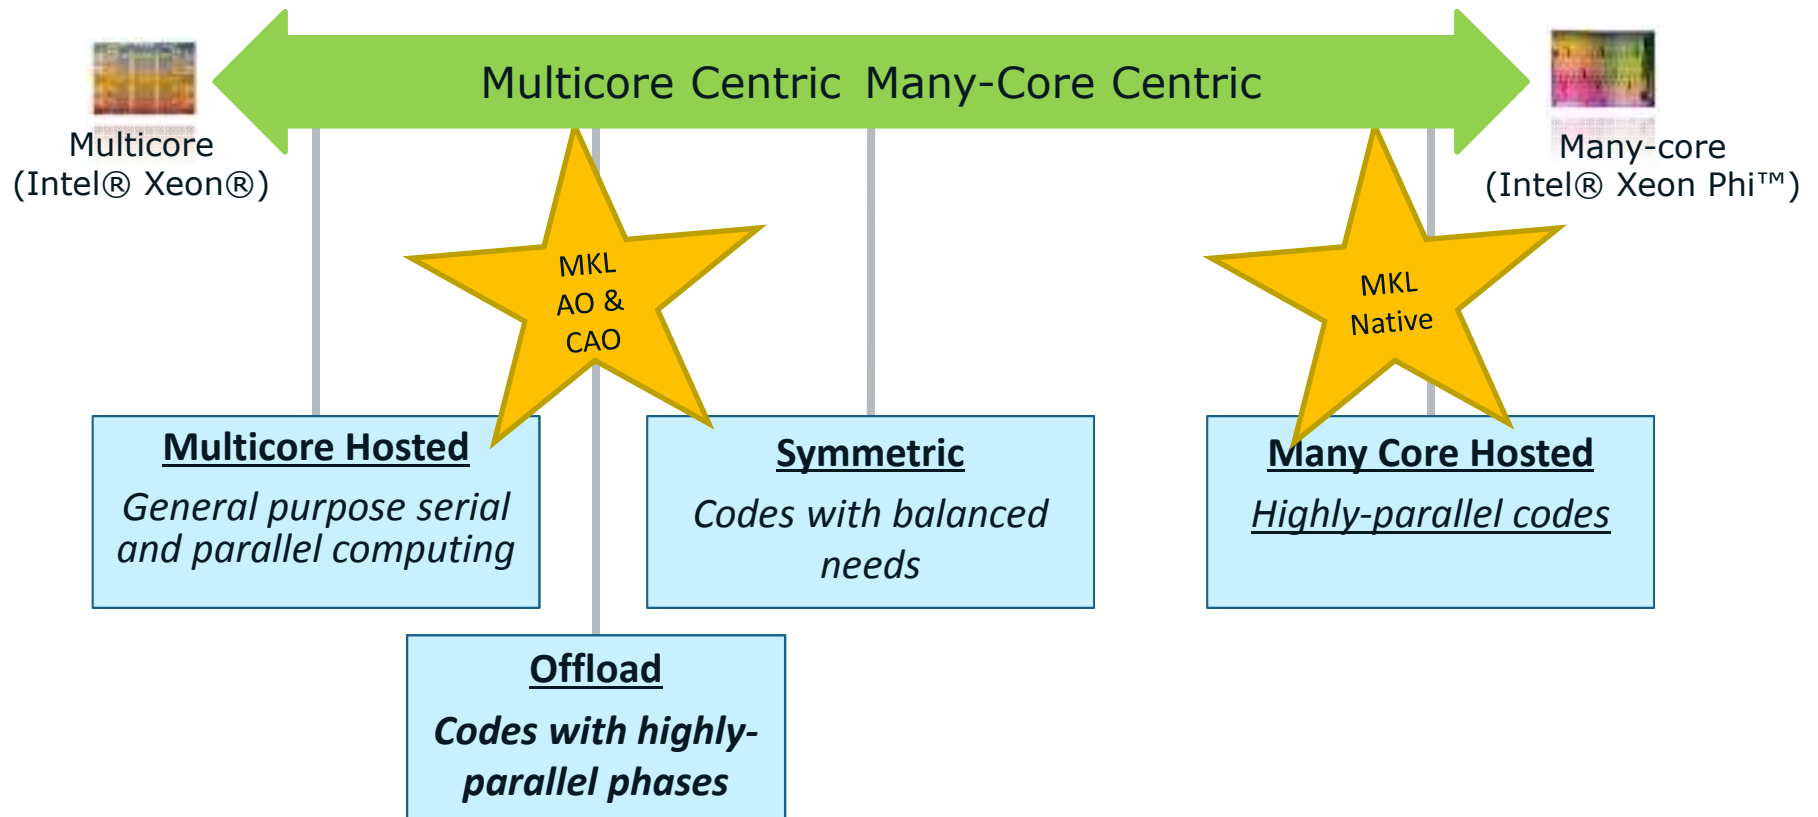 Multicore Centric Many-Core Centric
Multicore
(Intel® Xeon®)
Many-core
(Intel® Xeon Phi™)
MKL
AO &
CAO
MKL
Native
Multicore Hosted
General purpose serial
and parallel computing
Symmetric
Codes with balanced
needs
Many Core Hosted
Highly-parallel codes
Offload
Codes with highly-
parallel phases